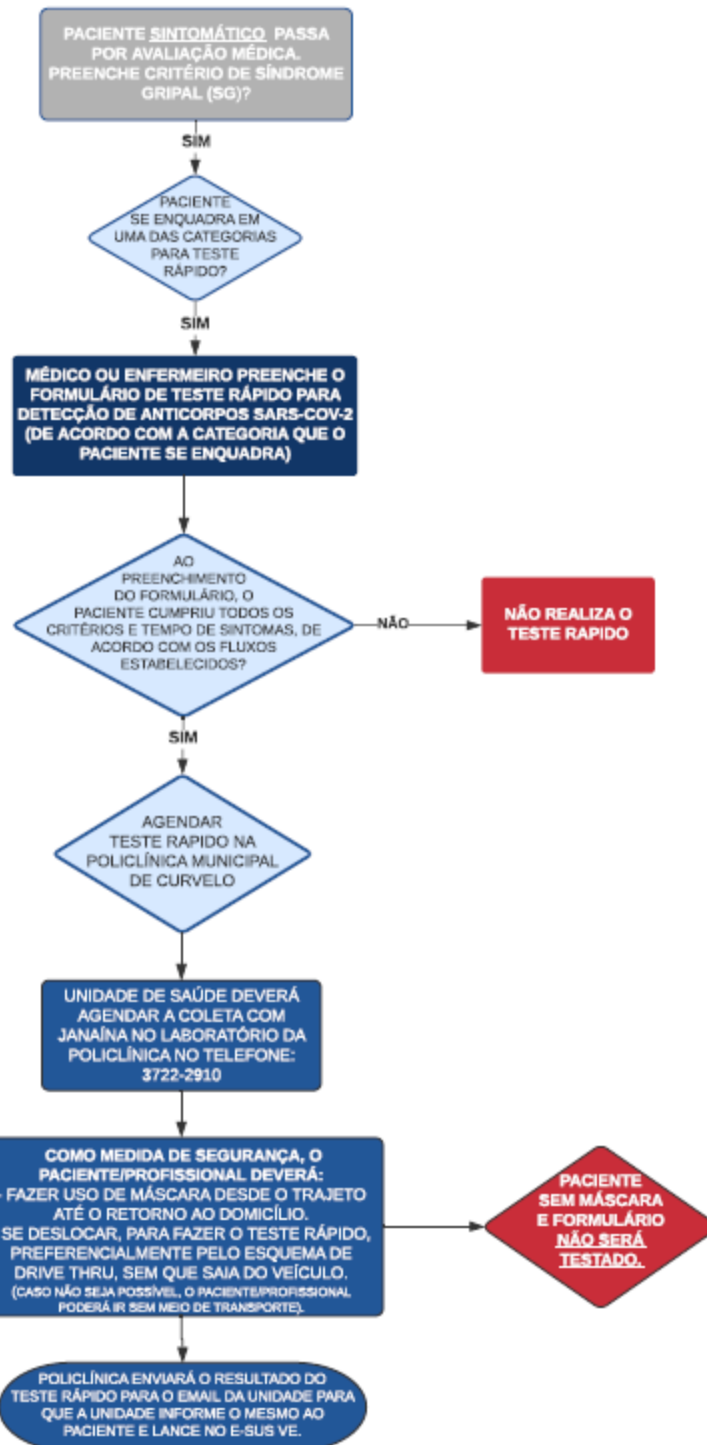 PACIENTE SINTOMÁTICO PASSA
POR AVALIAÇÃO MÉDICA.
PREENCHE CRITÉRIO DE SÍNDROME
GRIPAL (SG)?
SIM
PACIENTE
SE ENQUADRA EM
UMA DAS CATEGORIAS
PARA TESTE
RÁPIDO?
SIM
MÉDICO OU ENFERMEIRO PREENCHE O
FORMULÁRIO DE TESTE RÁPIDO PARA
DETECÇÃO DE ANTICORPOS SARS-COV-2
(DE ACORDO COM A CATEGORIA QUE O
PACIENTE SE ENQUADRA)
AO
PREENCHIMENTO
DO FORMULÁRIO, O
PACIENTE CUMPRIU TODOS OS
CRITÉRIOS E TEMPO DE SINTOMAS, DE
ACORDO COM OS FLUXOS
ESTABELECIDOS?
NÃO
NÃO REALIZA O
TESTE RAPIDO
SIM
AGENDAR
TESTE RAPIDO NA
POLICLÍNICA MUNICIPAL
DE CURVELO
UNIDADE DE SAÚDE DEVERÁ
AGENDAR A COLETA COM
JANAÍNA NO LABORATÓRIO DA
POLICLÍNICA NO TELEFONE:
3722-2910
COMO MEDIDA DE SEGURANÇA, O
PACIENTE/PROFISSIONAL DEVERÁ:
- FAZER USO DE MÁSCARA DESDE O TRAJETO
ATÉ O RETORNO AO DOMICÍLIO.
SE DESLOCAR, PARA FAZER O TESTE RÁPIDO,
PREFERENCIALMENTE PELO ESQUEMA DE
DRIVE THRU, SEM QUE SAIA DO VEÍCULO.
(CASO NÃO SEJA POSSÍVEL, O PACIENTE/PROFISSIONAL
PODERÁ IR SEM MEIO DE TRANSPORTE).
PACIENTE
SEM MÁSCARA
E FORMULÁRIO
NÃO SERÁ
TESTADO.
POLICLÍNICA ENVIARÁ O RESULTADO DO
TESTE RÁPIDO PARA O EMAIL DA UNIDADE PARA
QUE A UNIDADE INFORME O MESMO AO
PACIENTE E LANCE NO E-SUS VE.